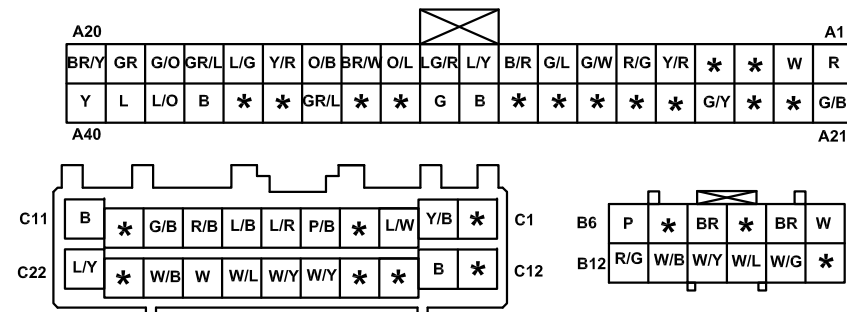 A20 A1
BR/Y GR G/O GR/L L/G Y/R O/B BR/W O/L LG/R L/Y B/R G/L G/W R/G Y/R * * W R
Y L L/O B * * GR/L * * G B * * * * * G/Y * * G/B
A40 A21
C11 B * G/B R/B L/B L/R P/B * L/W Y/B * C1
C22 L/Y * W/B W W/L W/Y W/Y * * B * C12
B6 P * BR * BR W
B12 R/G W/B W/Y W/L W/G *